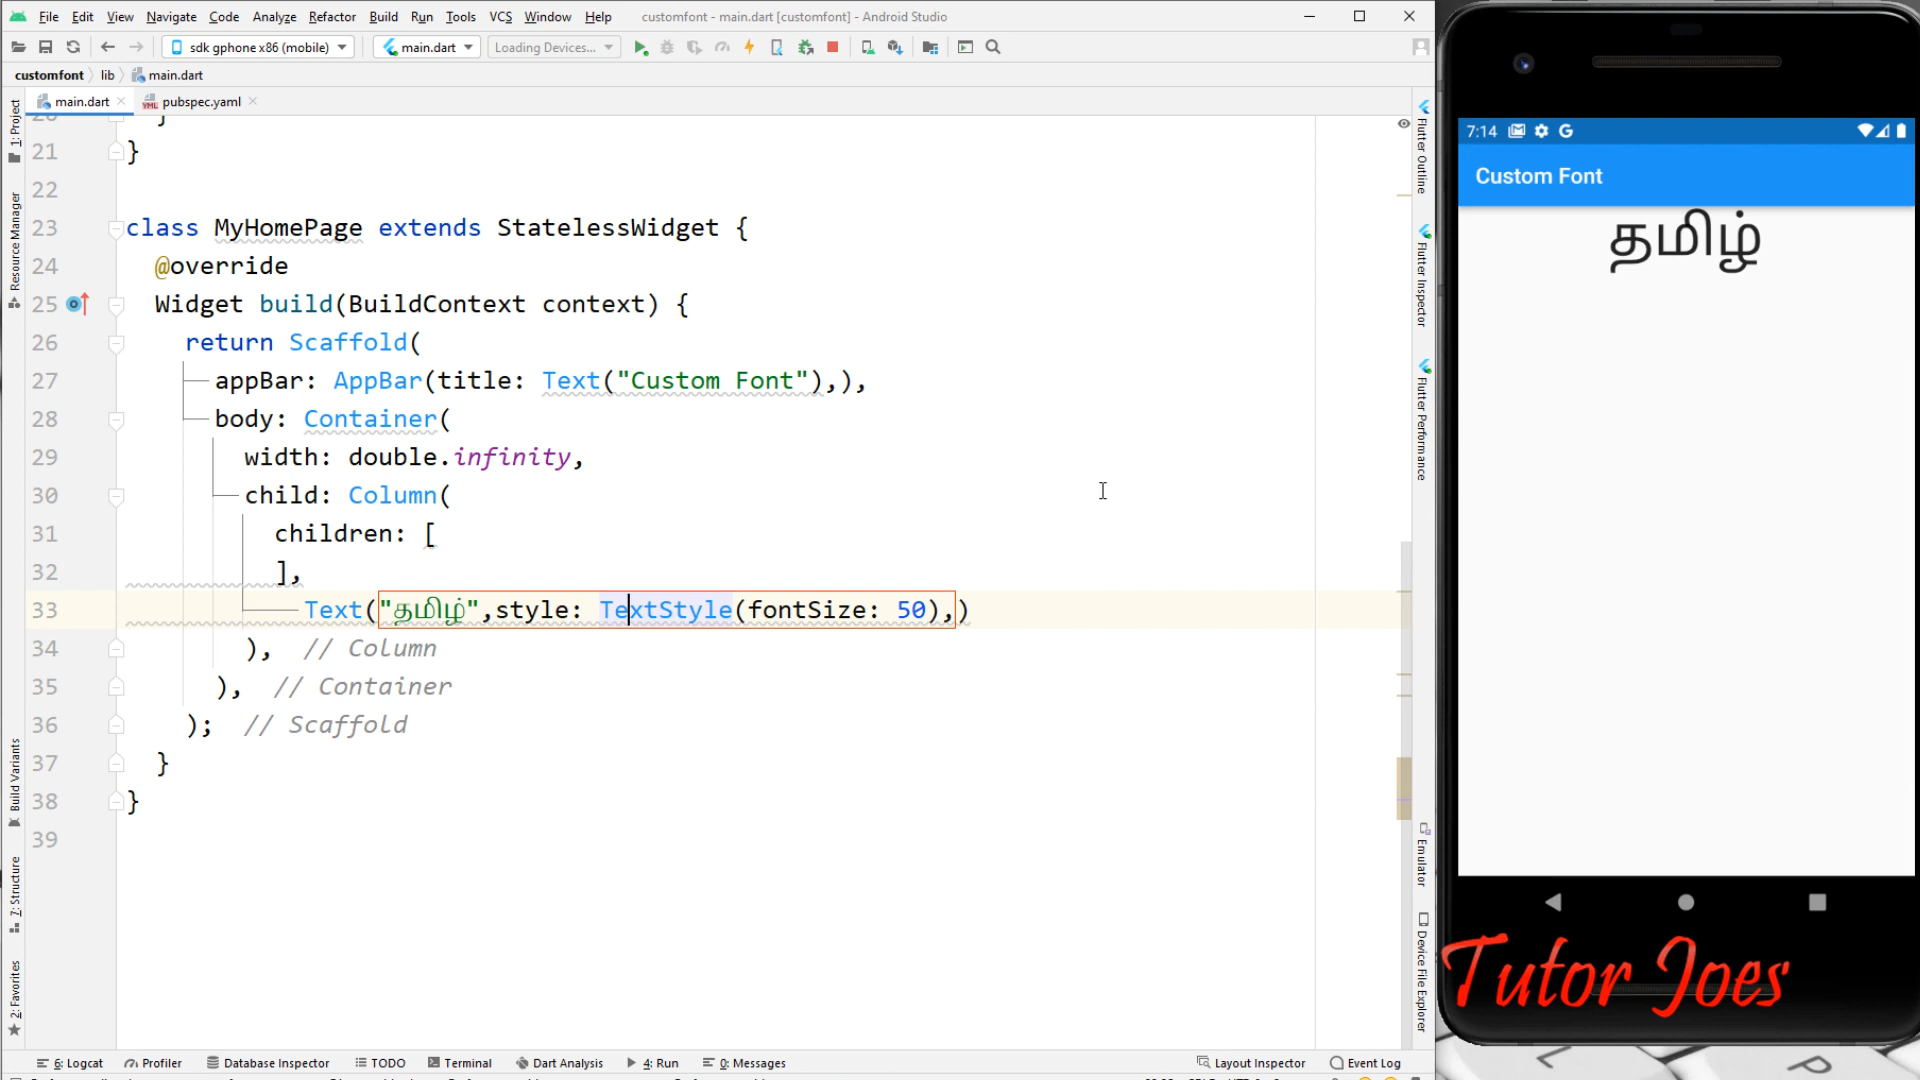 File Edit View Navigate Code Analyze Refactor Build Run Tools VCS Window Help customfont - main.dart [customfont] - Android Studio
sdk gphone x86 (mobile) main.dart Loading Devices...
customfont lib main.dart
main.dart pubspec.yaml
1: Project
Resource Manager
Build Variants
7: Structure
2: Favorites
21 }
22
23 class MyHomePage extends StatelessWidget {
24 @override
25 Widget build(BuildContext context) {
26 return Scaffold(
27 appBar: AppBar(title: Text("Custom Font"),),
28 body: Container(
29 width: double.infinity,
30 child: Column(
31 children: [
32 ],
33 Text("தமிழ்",style: TextStyle(fontSize: 50),)
34 ), // Column
35 ), // Container
36 ); // Scaffold
37 }
38 }
39
Flutter Outline
Flutter Inspector
Flutter Performance
Emulator
Device File Explorer
6: Logcat Profiler Database Inspector TODO Terminal Dart Analysis 4: Run 0: Messages Layout Inspector Event Log
7:14
Custom Font
தமிழ்
Tutor Joes